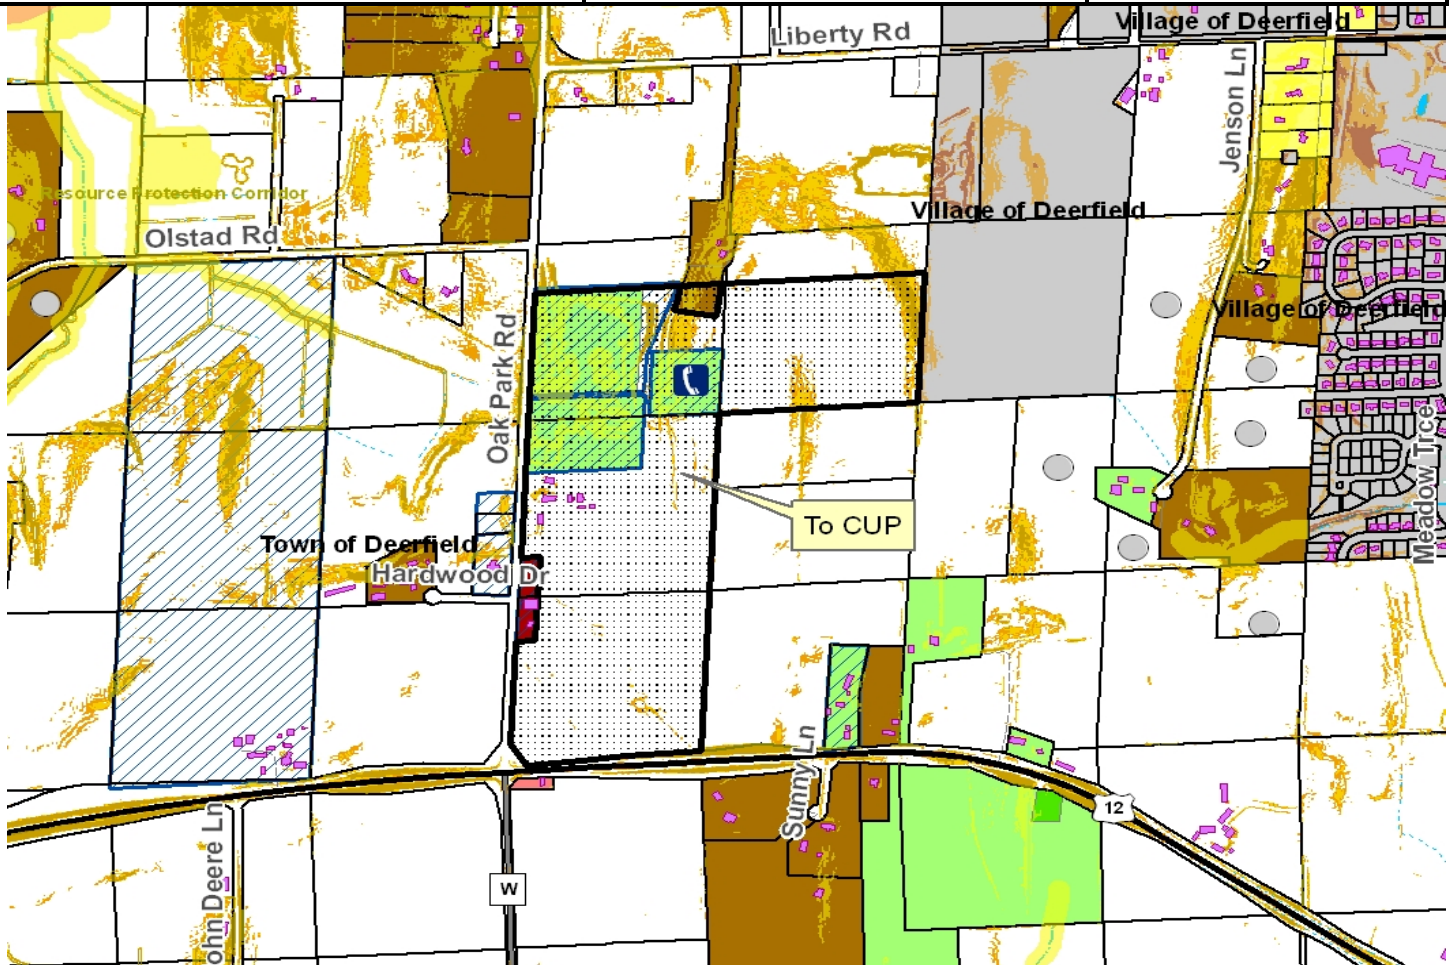 Village of Deerfield
Liberty Rd
Jenson Ln
Resource Protection Corridor
Village of Deerfield
Olstad Rd
Village of Deerfield
Oak Park Rd
Meadow Tree
To CUP
Town of Deerfield
Hardwood Dr
Sunny Ln
12
John Deere Ln
W